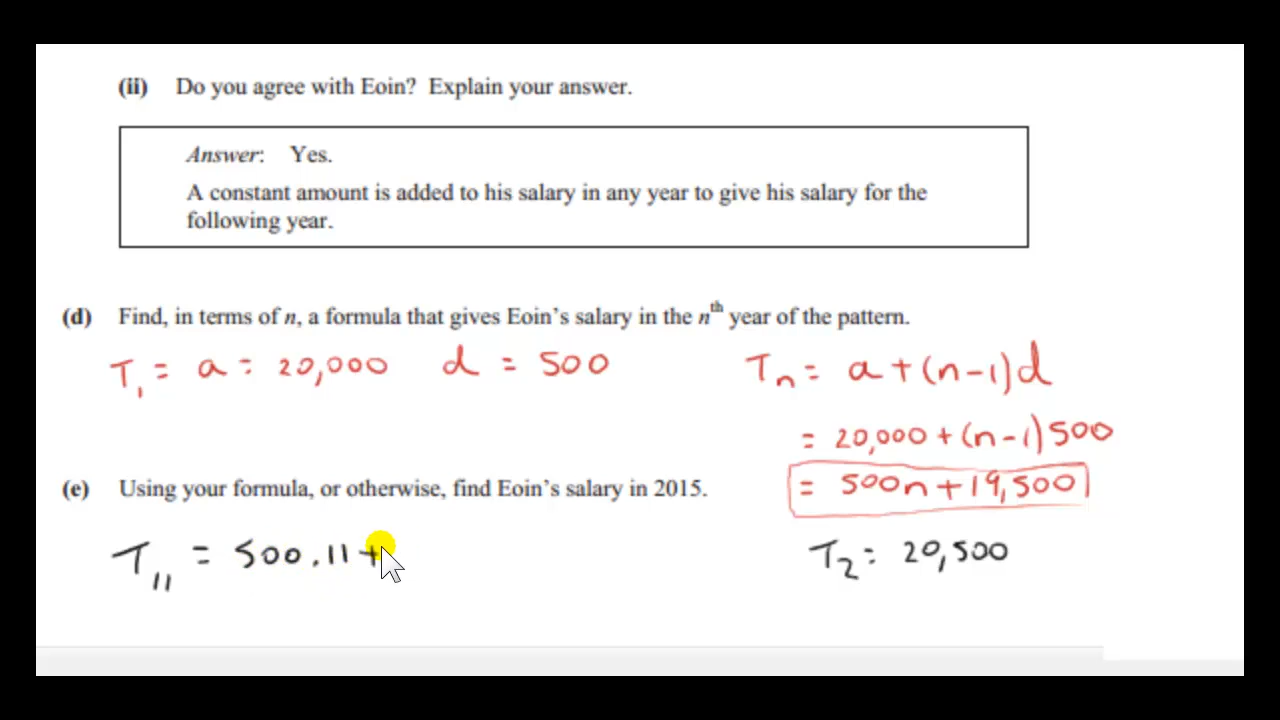 (ii) Do you agree with Eoin? Explain your answer.
Answer: Yes.
A constant amount is added to his salary in any year to give his salary for the
following year.
(d) Find, in terms of n, a formula that gives Eoin's salary in the nth year of the pattern.
T1 = a = 20,000 d = 500
Tn = a + (n-1)d
= 20,000 + (n-1)500
= 500n + 19,500
(e) Using your formula, or otherwise, find Eoin's salary in 2015.
T11 = 500.11 +
T2 = 20,500